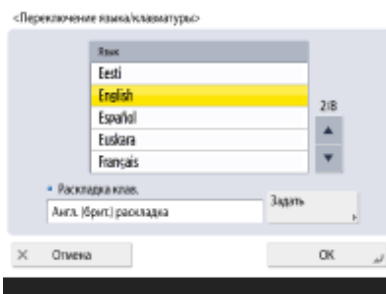 <Переключение языка/клавиатуры>
Язык
Eesti
English
Español
Euskara
Français
2/8
Раскладка клав.
Англ. (брит.) раскладка
Задать
Отмена
OK